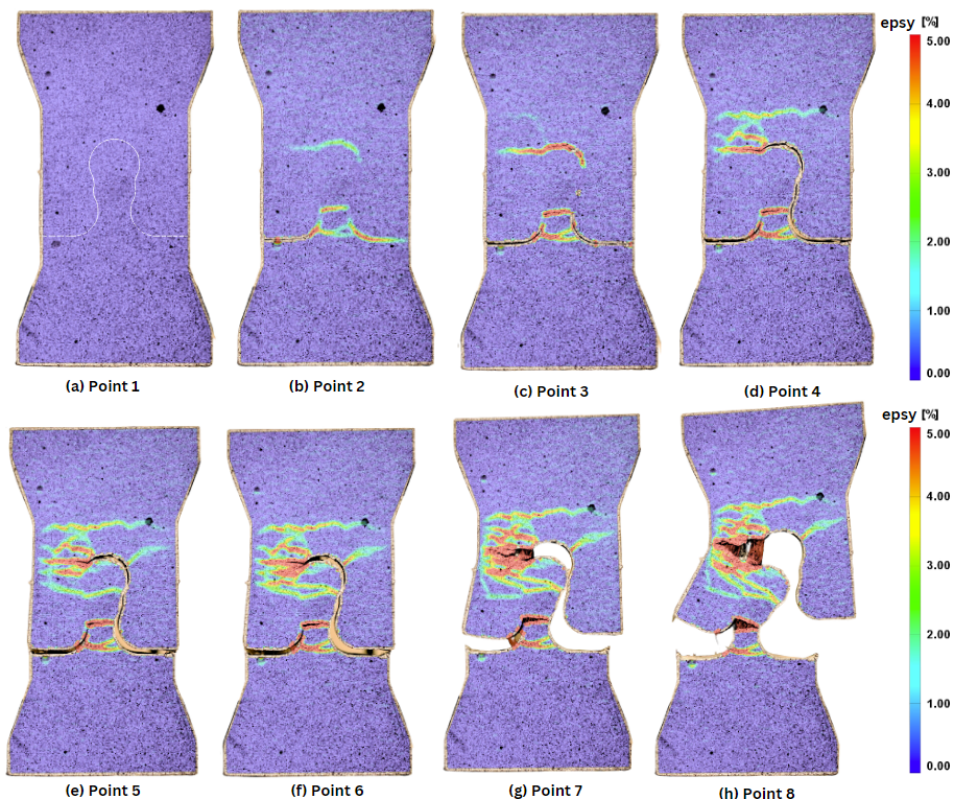 epsy [%]
5.00
4.00
3.00
2.00
1.00
0.00
(a) Point 1
(b) Point 2
(c) Point 3
(d) Point 4
epsy [%]
5.00
4.00
3.00
2.00
1.00
0.00
(e) Point 5
(f) Point 6
(g) Point 7
(h) Point 8